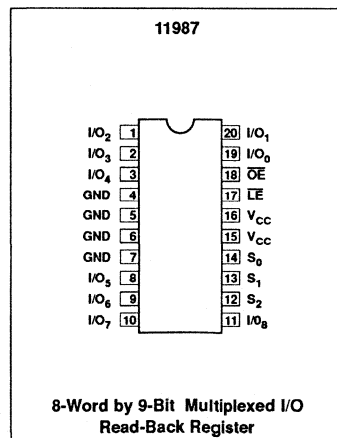 11987
I/O2 1 20 I/O1
I/O3 2 19 I/O0
I/O4 3 18 OE
GND 4 17 LE
GND 5 16 VCC
GND 6 15 VCC
GND 7 14 S0
I/O5 8 13 S1
I/O6 9 12 S2
I/O7 10 11 I/08
8-Word by 9-Bit Multiplexed I/O
Read-Back Register